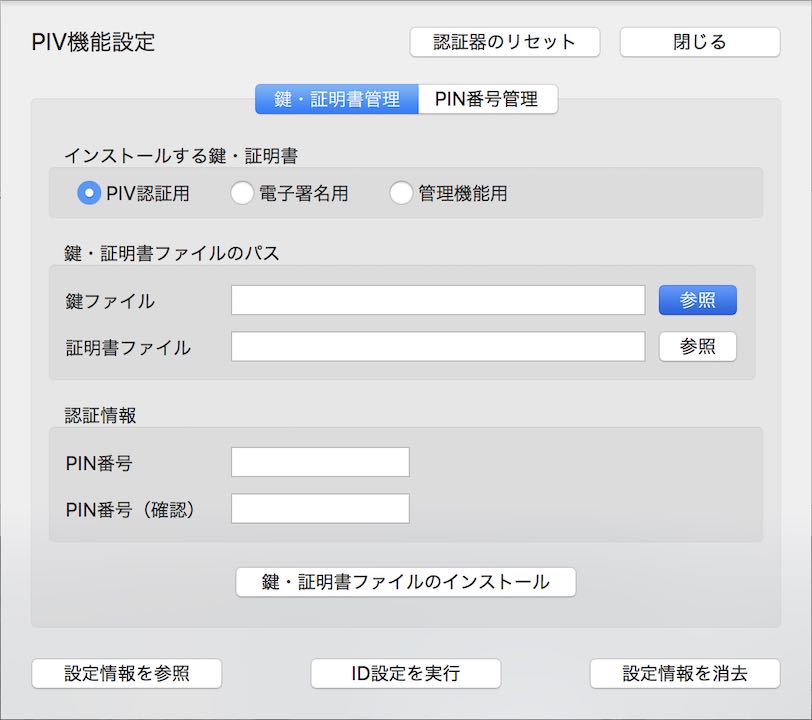 PIV機能設定
認証器のリセット
閉じる
鍵・証明書管理
PIN番号管理
インストールする鍵・証明書
PIV認証用
電子署名用
管理機能用
鍵・証明書ファイルのパス
鍵ファイル
参照
証明書ファイル
参照
認証情報
PIN番号
PIN番号（確認）
鍵・証明書ファイルのインストール
設定情報を参照
ID設定を実行
設定情報を消去